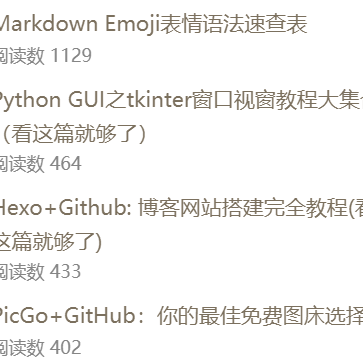 Markdown Emoji表情语法速查表
阅读数 1129
Python GUI之tkinter窗口视窗教程大集
（看这篇就够了）
阅读数 464
Hexo+Github: 博客网站搭建完全教程(看
这篇就够了)
阅读数 433
PicGo+GitHub：你的最佳免费图床选择
阅读数 402